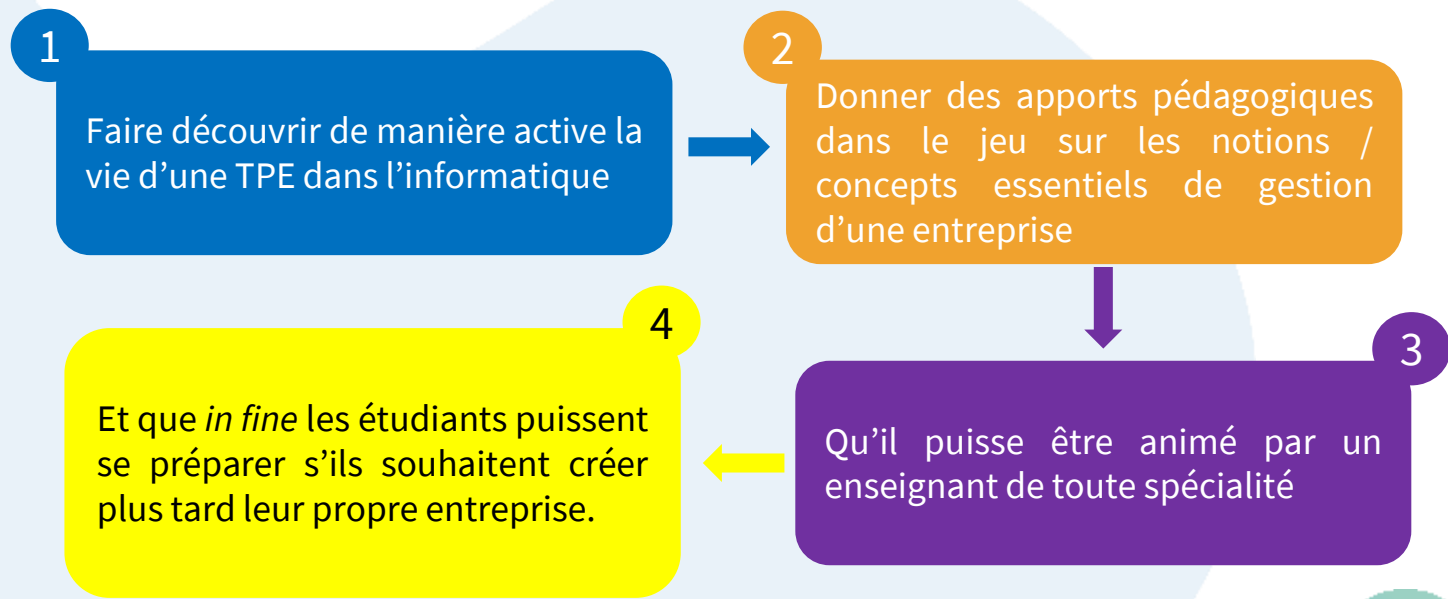 1
Faire découvrir de manière active la
vie d’une TPE dans l’informatique
2
Donner des apports pédagogiques
dans le jeu sur les notions /
concepts essentiels de gestion
d’une entreprise
3
Qu’il puisse être animé par un
enseignant de toute spécialité
4
Et que in fine les étudiants puissent
se préparer s’ils souhaitent créer
plus tard leur propre entreprise.